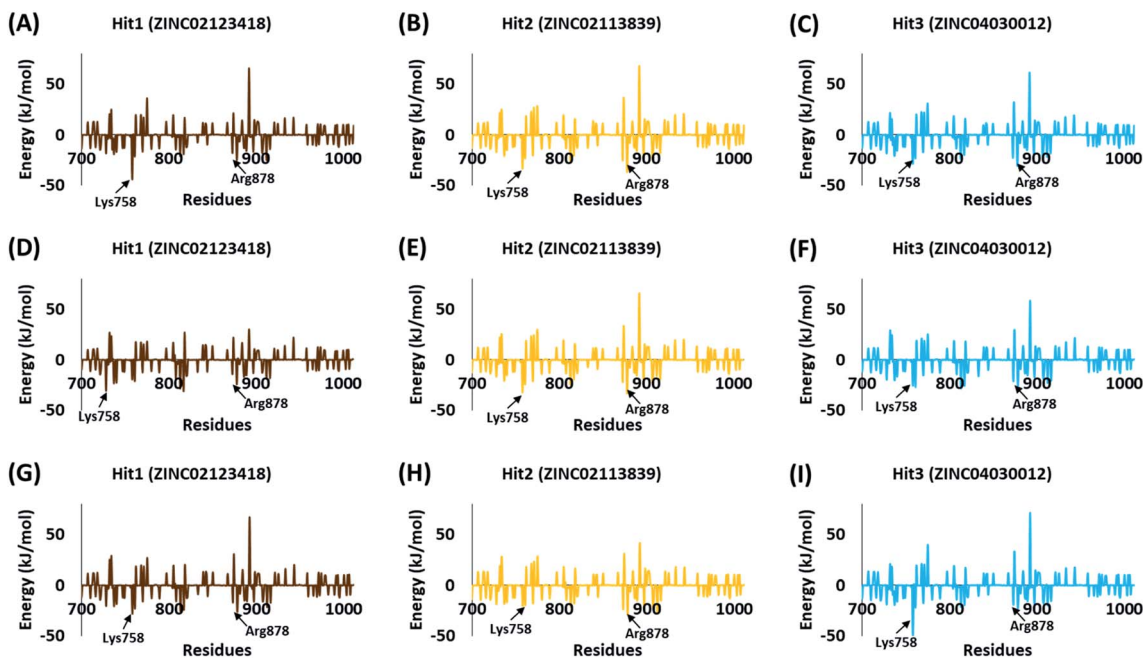 (A)
Hit1 (ZINC02123418)
Energy (kJ/mol)
50
0
-50
700
800
900
1000
Lys758
Arg878
Residues
(B)
Hit2 (ZINC02113839)
Energy (kJ/mol)
50
0
-50
700
800
900
1000
Lys758
Arg878
Residues
(C)
Hit3 (ZINC04030012)
Energy (kJ/mol)
50
0
-50
700
800
900
1000
Lys758
Arg878
Residues
(D)
Hit1 (ZINC02123418)
Energy (kJ/mol)
50
0
-50
700
800
900
1000
Lys758
Arg878
Residues
(E)
Hit2 (ZINC02113839)
Energy (kJ/mol)
50
0
-50
700
800
900
1000
Lys758
Arg878
Residues
(F)
Hit3 (ZINC04030012)
Energy (kJ/mol)
50
0
-50
700
800
900
1000
Lys758
Arg878
Residues
(G)
Hit1 (ZINC02123418)
Energy (kJ/mol)
50
0
-50
700
800
900
1000
Lys758
Arg878
Residues
(H)
Hit2 (ZINC02113839)
Energy (kJ/mol)
50
0
-50
700
800
900
1000
Lys758
Arg878
Residues
(I)
Hit3 (ZINC04030012)
Energy (kJ/mol)
50
0
-50
700
800
900
1000
Lys758
Arg878
Residues